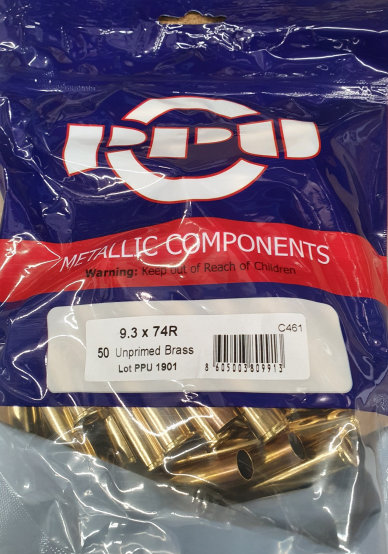 PPU
METALLIC COMPONENTS
Warning: Keep out of Reach of Children
9.3 x 74R
C461
50 Unprimed Brass
Lot PPU 1901
8 605003 809913